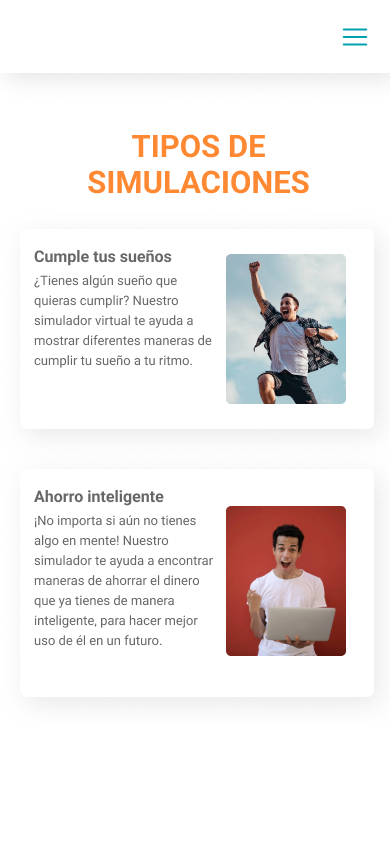 TIPOS DE
SIMULACIONES
Cumple tus sueños
¿Tienes algún sueño que
quieras cumplir? Nuestro
simulador virtual te ayuda a
mostrar diferentes maneras de
cumplir tu sueño a tu ritmo.
Ahorro inteligente
¡No importa si aún no tienes
algo en mente! Nuestro
simulador te ayuda a encontrar
maneras de ahorrar el dinero
que ya tienes de manera
inteligente, para hacer mejor
uso de él en un futuro.